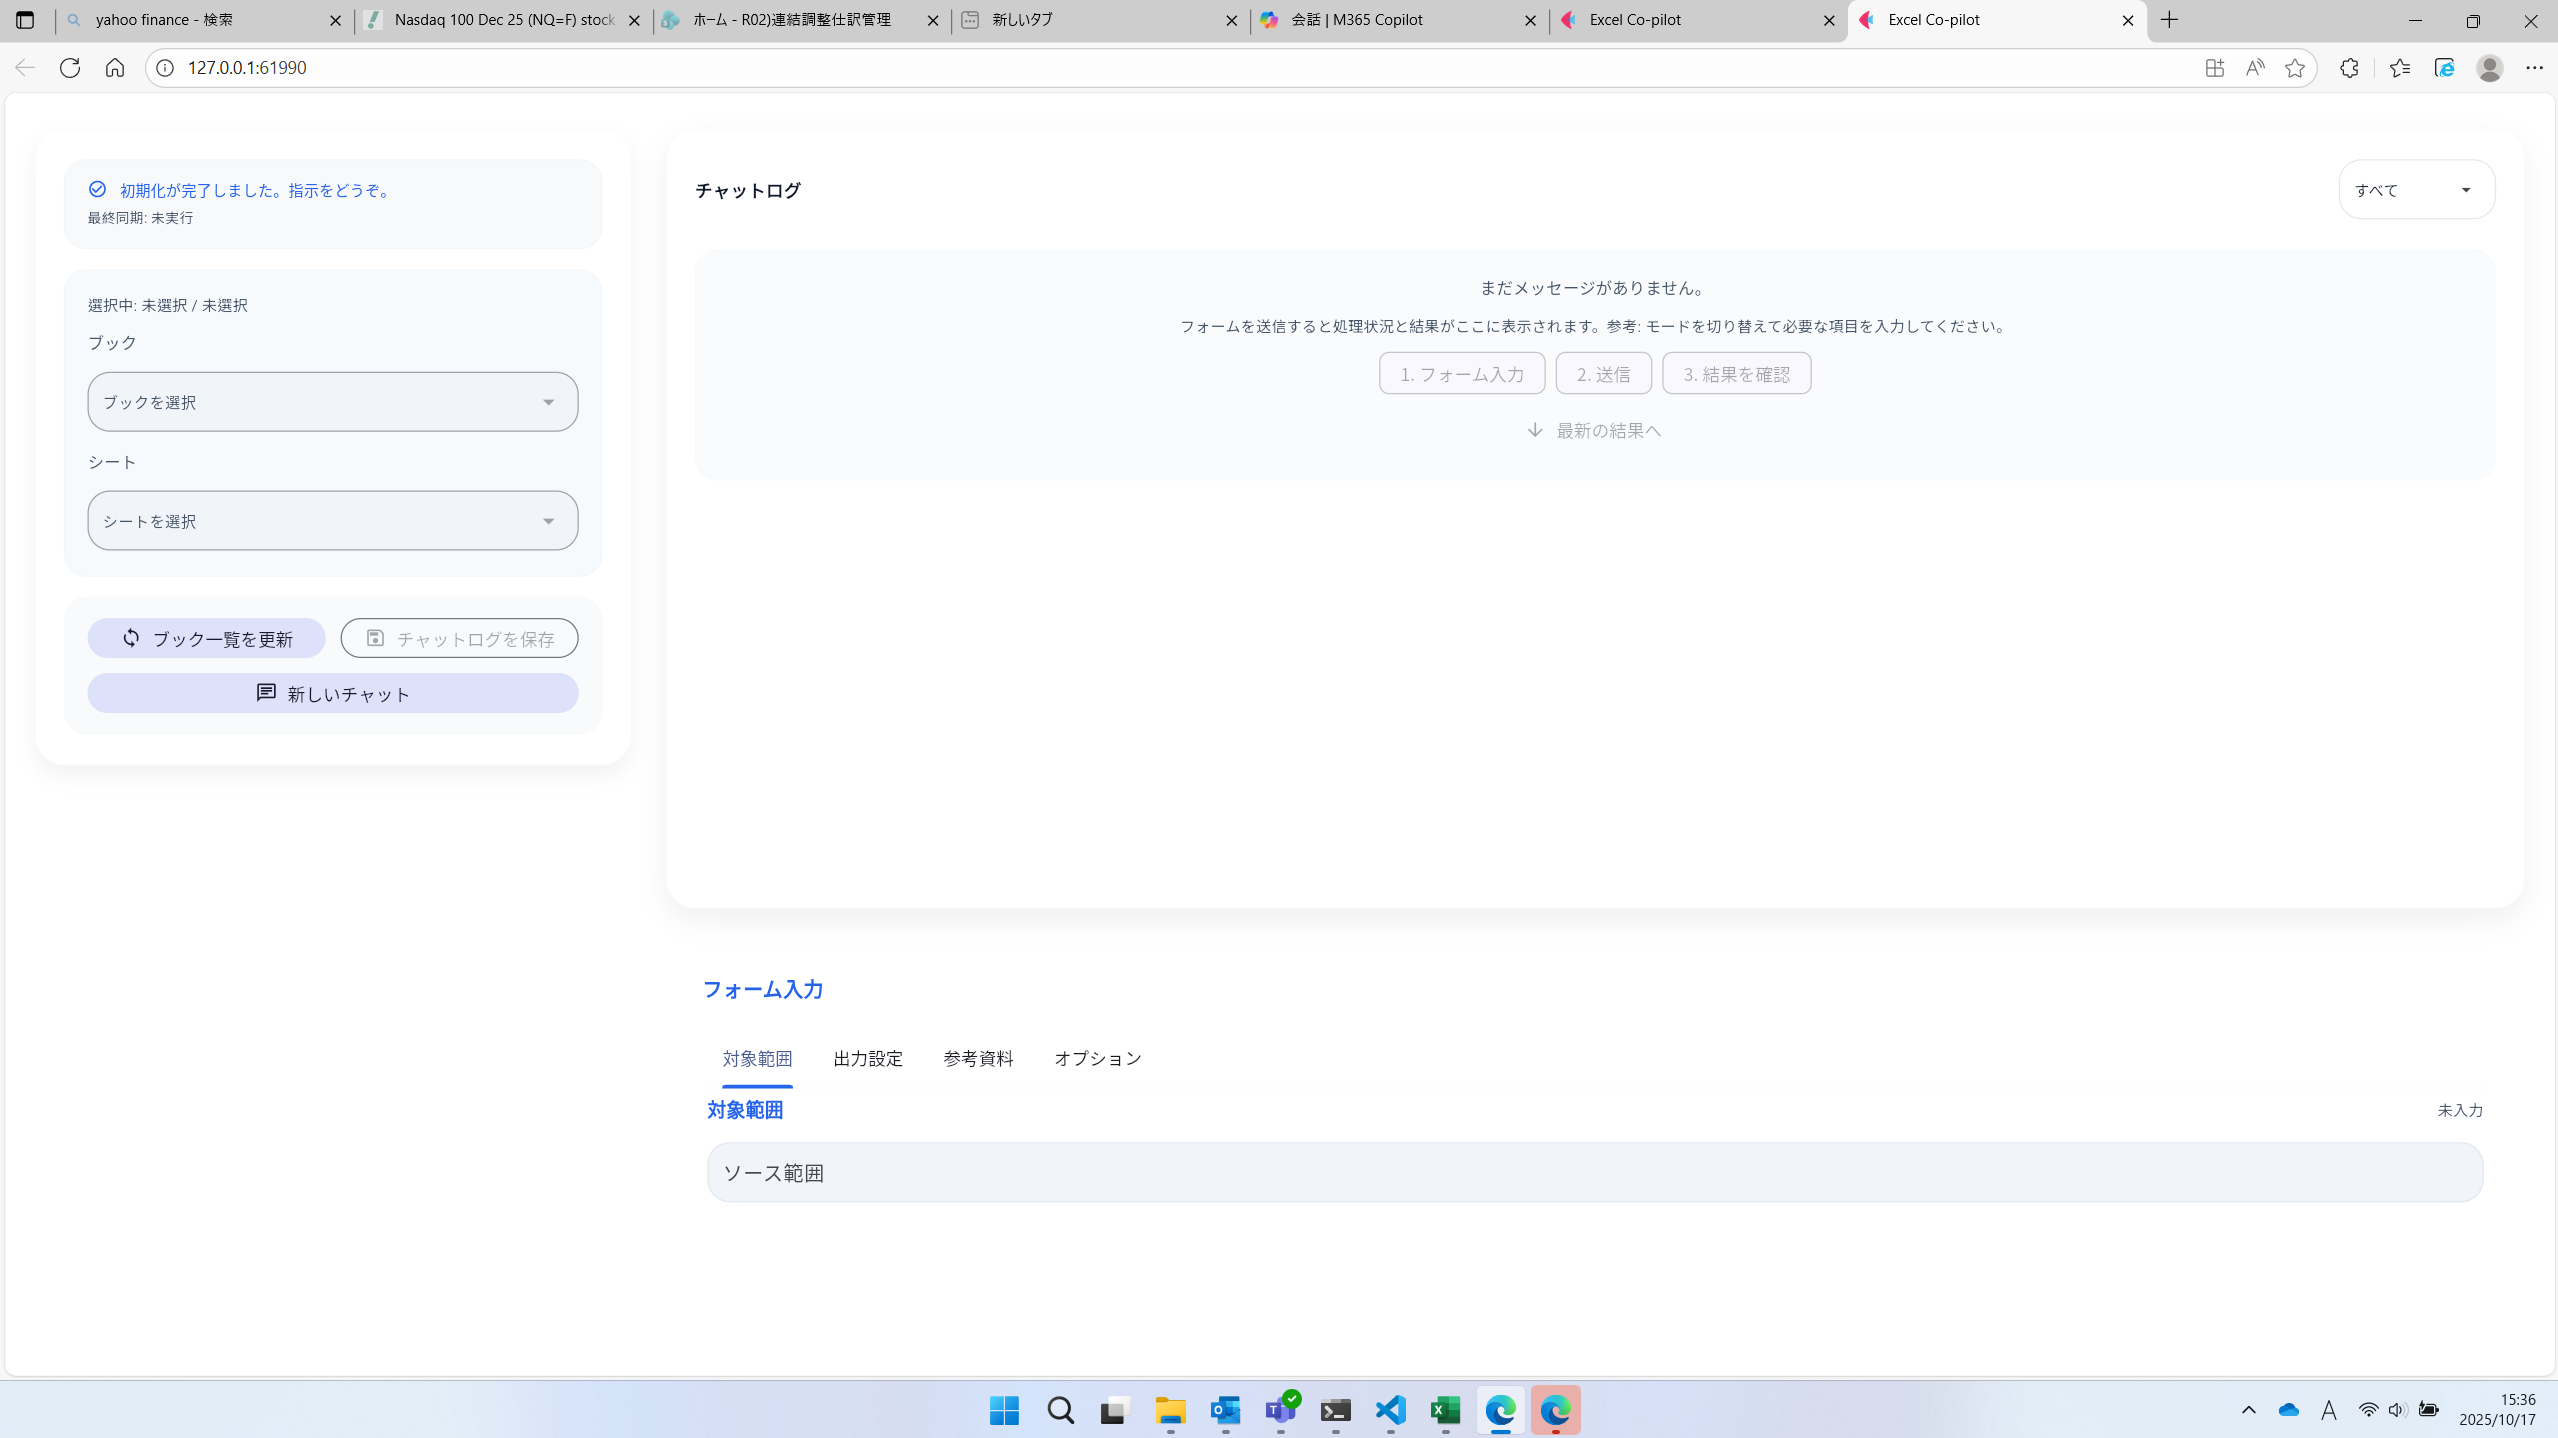 yahoo finance - 検索
Nasdaq 100 Dec 25 (NQ=F) stock
ホーム - R02)連結調整仕訳管理
新しいタブ
会話 | M365 Copilot
Excel Co-pilot
Excel Co-pilot
127.0.0.1:61990
初期化が完了しました。指示をどうぞ。
最終同期: 未実行
選択中: 未選択 / 未選択
ブック
ブックを選択
シート
シートを選択
ブック一覧を更新
チャットログを保存
新しいチャット
チャットログ
すべて
まだメッセージがありません。
フォームを送信すると処理状況と結果がここに表示されます。参考: モードを切り替えて必要な項目を入力してください。
1. フォーム入力
2. 送信
3. 結果を確認
最新の結果へ
フォーム入力
対象範囲
出力設定
参考資料
オプション
対象範囲
未入力
ソース範囲
A
15:36
2025/10/17